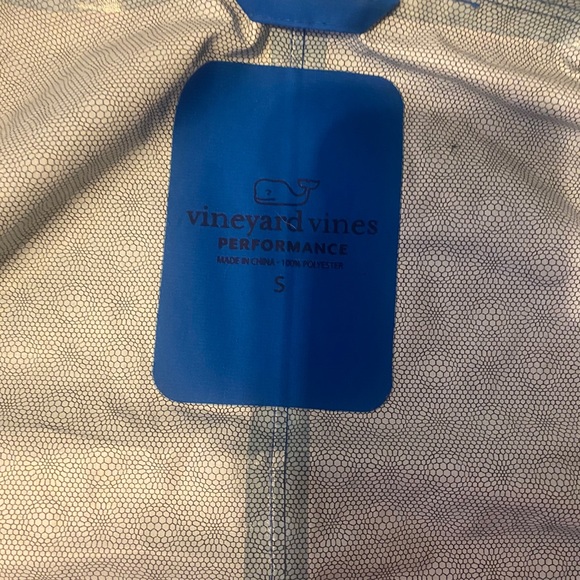 vineyard vines
PERFORMANCE
MADE IN CHINA · 100% POLYESTER
S